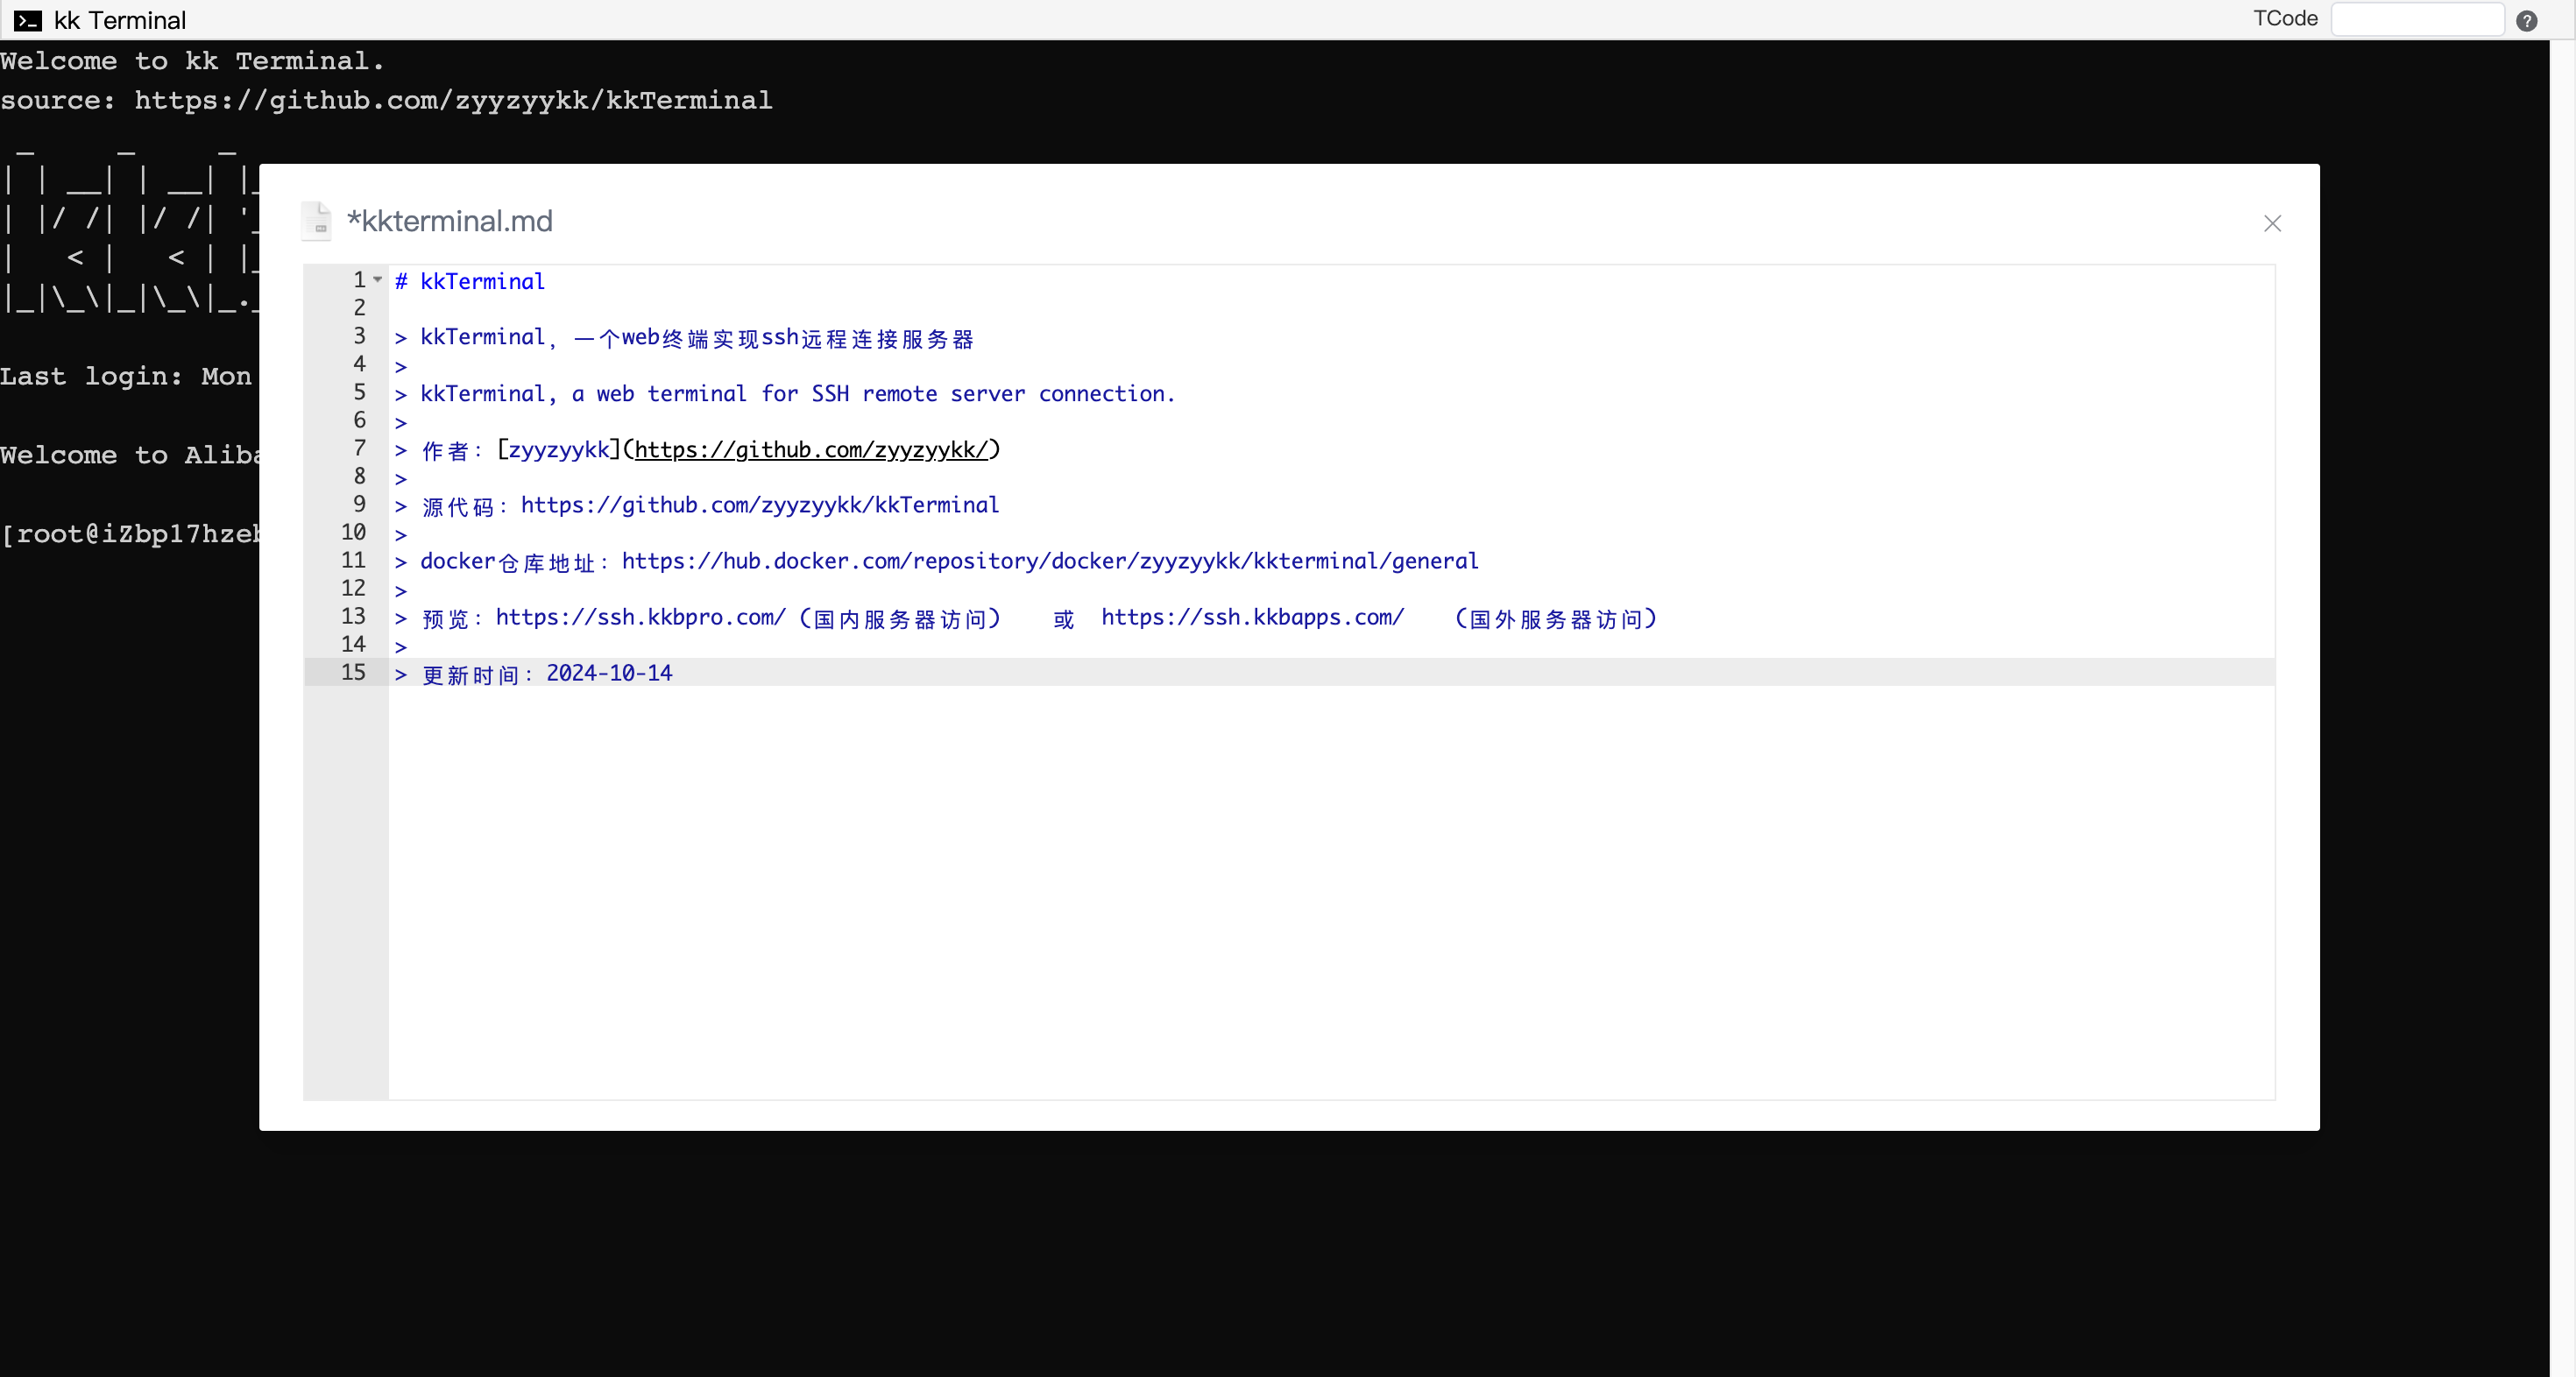 kk Terminal
TCode
Welcome to kk Terminal.
source: https://github.com/zyyzyykk/kkTerminal
Last login: Mon
Welcome to Aliba
[root@iZbp17hzeb
*kkterminal.md
1 # kkTerminal
2
3 > kkTerminal，一个web终端实现ssh远程连接服务器
4 >
5 > kkTerminal, a web terminal for SSH remote server connection.
6 >
7 > 作者：[zyyzyykk](https://github.com/zyyzyykk/)
8 >
9 > 源代码：https://github.com/zyyzyykk/kkTerminal
10 >
11 > docker仓库地址：https://hub.docker.com/repository/docker/zyyzyykk/kkterminal/general
12 >
13 > 预览：https://ssh.kkbpro.com/（国内服务器访问） 或 https://ssh.kkbapps.com/ （国外服务器访问）
14 >
15 > 更新时间：2024-10-14